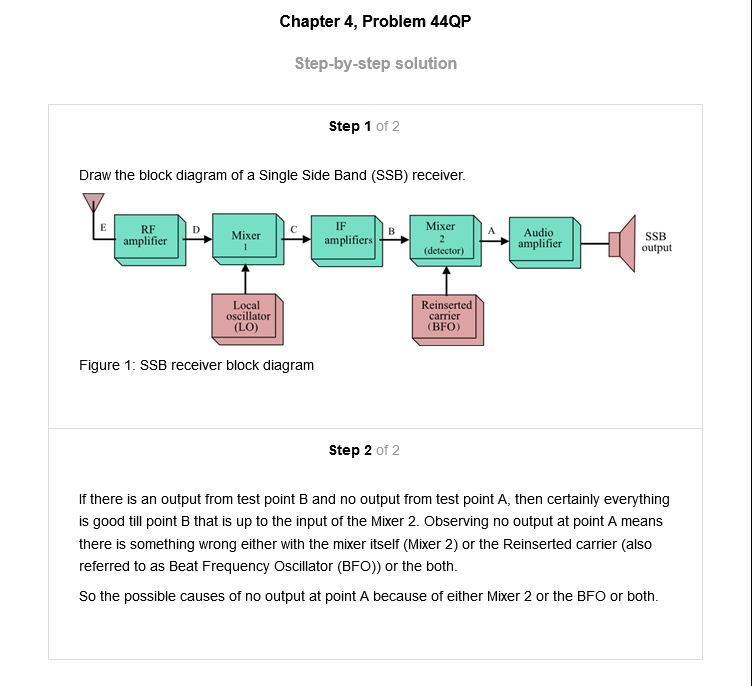 Chapter 4, Problem 44QP
Step-by-step solution
Step 1 of 2
Draw the block diagram of a Single Side Band (SSB) receiver.
E
RF
amplifier
D
Mixer
1
C
IF
amplifiers
B
Mixer
2
(detector)
A
Audio
amplifier
SSB
output
Local
oscillator
(LO)
Reinserted
carrier
(BFO)
Figure 1: SSB receiver block diagram
Step 2 of 2
If there is an output from test point B and no output from test point A, then certainly everything
is good till point B that is up to the input of the Mixer 2. Observing no output at point A means
there is something wrong either with the mixer itself (Mixer 2) or the Reinserted carrier (also
referred to as Beat Frequency Oscillator (BFO)) or the both.
So the possible causes of no output at point A because of either Mixer 2 or the BFO or both.